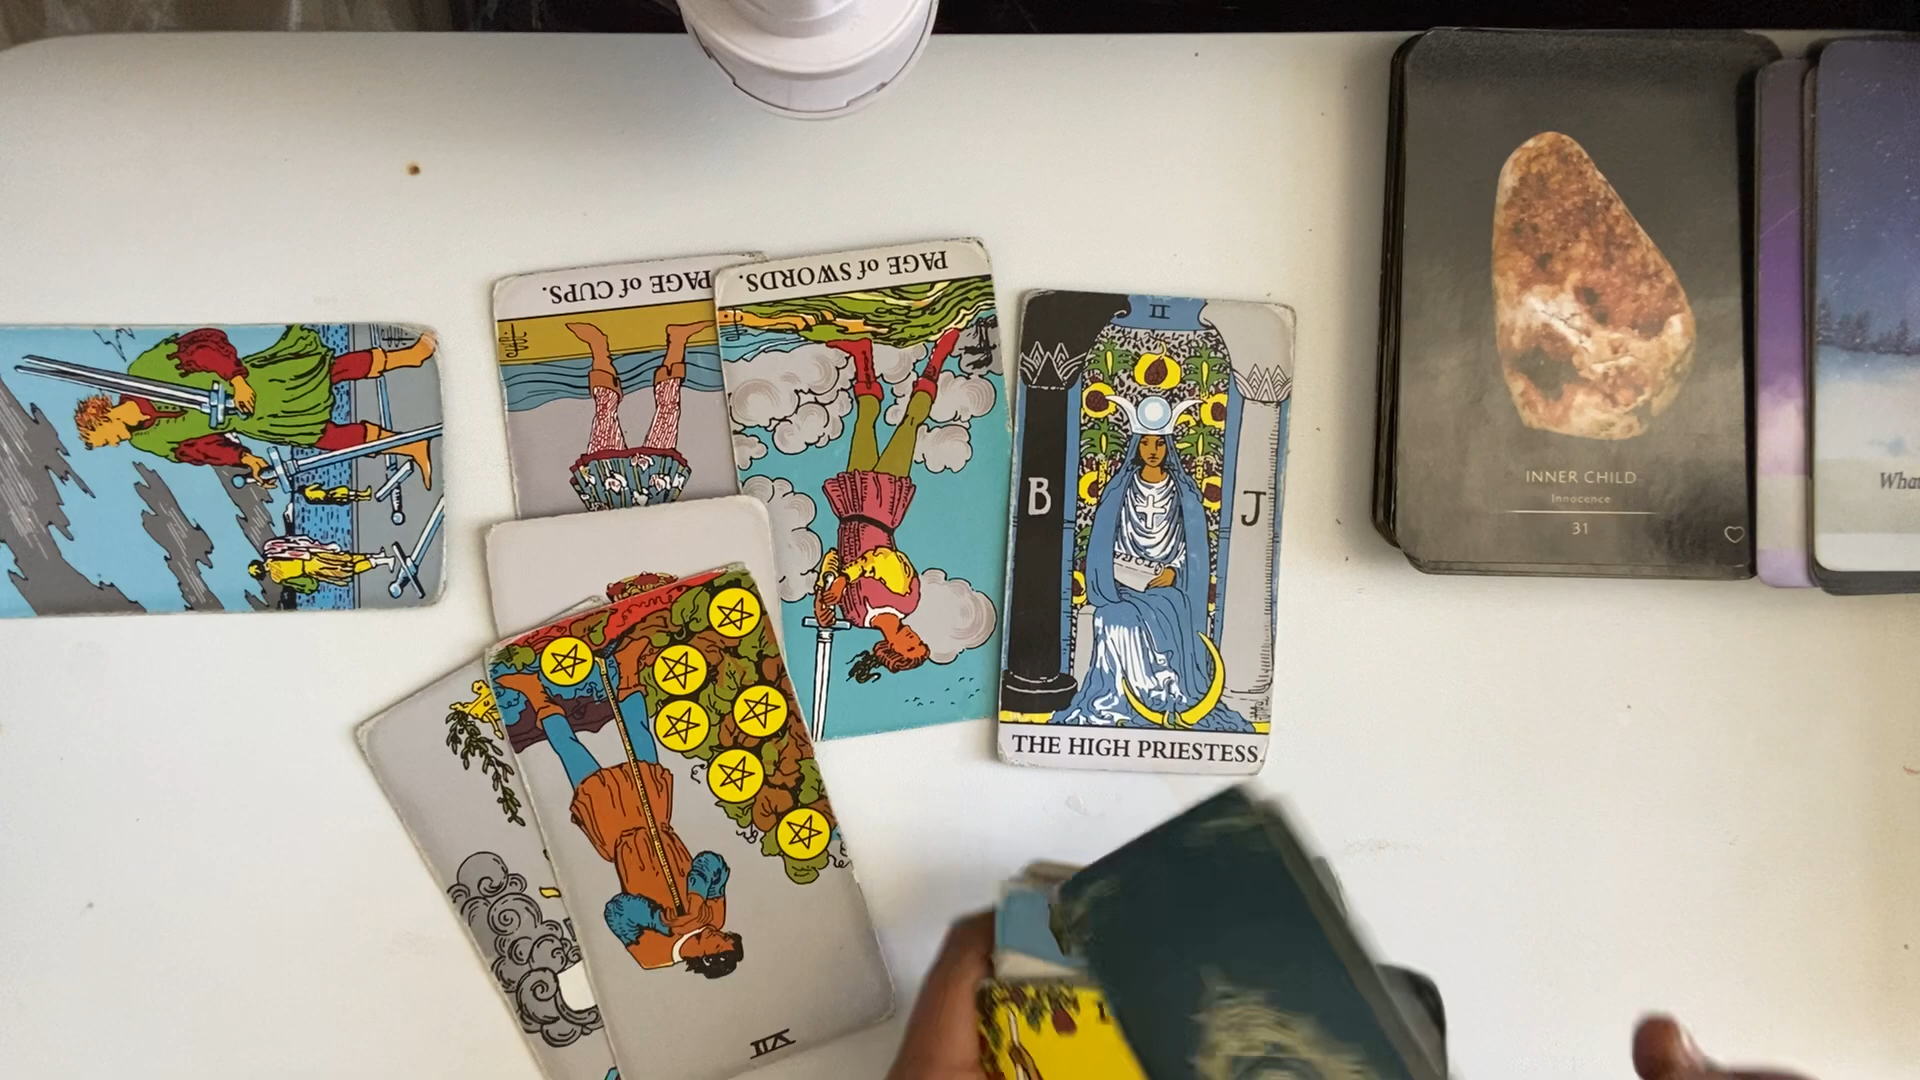 PAGE of CUPS.
PAGE of SWORDS.
II
B
J
THE HIGH PRIESTESS.
VII
INNER CHILD
Innocence
31